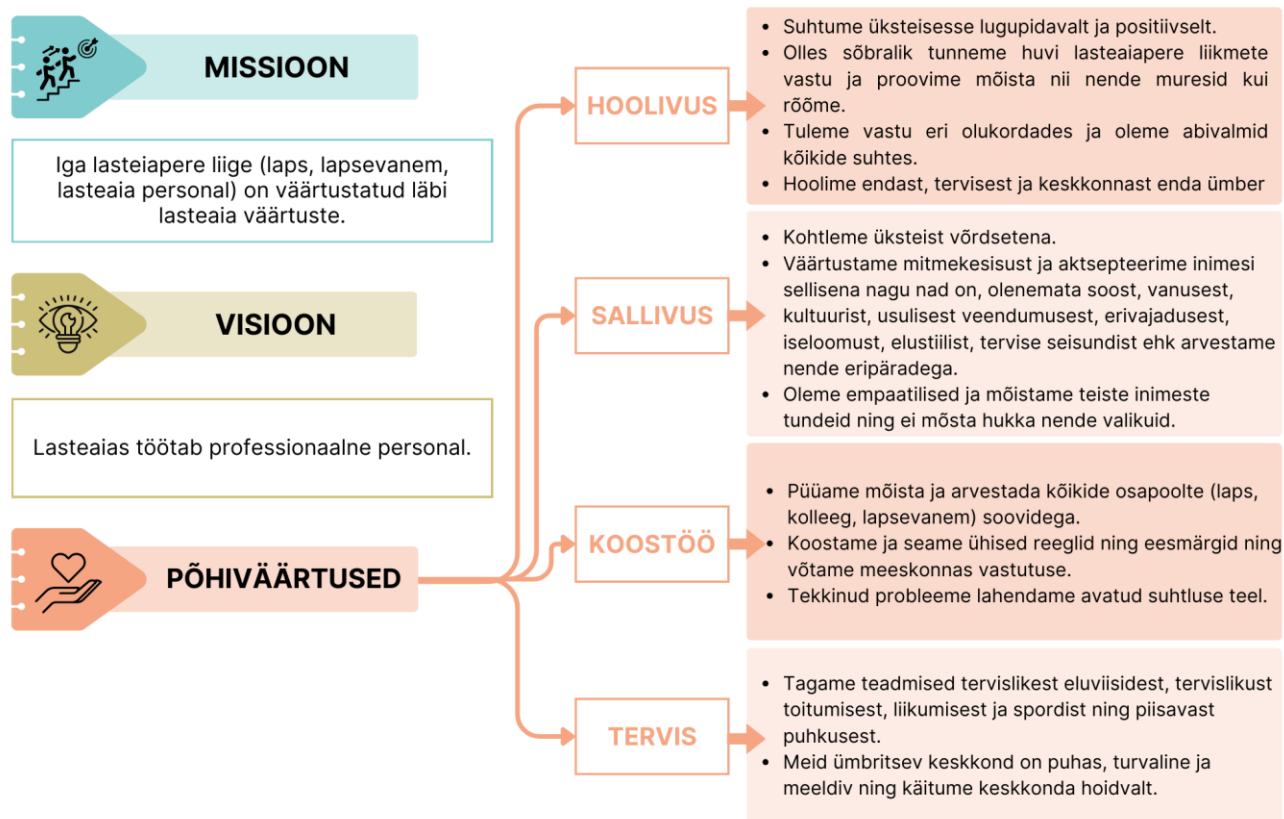 MISSIOON
Iga lasteiapere liige (laps, lapsevanem,
lasteaia personal) on väärtustatud läbi
lasteaia väärtuste.
VISIOON
Lasteaias töötab professionaalne personal.
PÕHIVÄÄRTUSED
HOOLIVUS
• Suhtume üksteisesse lugupidavalt ja positiivselt.
• Olles sõbralik tunneme huvi lasteaiapere liikmete
vastu ja proovime mõista nii nende muresid kui
rõõme.
• Tuleme vastu eri olukordades ja oleme abivalmid
kõikide suhtes.
• Hoolime endast, tervisest ja keskkonnast enda ümber
SALLIVUS
• Kohtleme üksteist võrdsetena.
• Väärtustame mitmekesisust ja aktsepteerime inimesi
sellisena nagu nad on, olenemata soost, vanusest,
kultuurist, usulisest veendumusest, erivajadusest,
iseloomust, elustiilist, tervise seisundist ehk arvestame
nende eripäradega.
• Oleme empaatilised ja mõistame teiste inimeste
tundeid ning ei mõsta hukka nende valikuid.
KOOSTÖÖ
• Püüame mõista ja arvestada kõikide osapoolte (laps,
kolleeg, lapsevanem) soovidega.
• Koostame ja seame ühised reeglid ning eesmärgid ning
võtame meeskonnas vastutuse.
• Tekkinud probleeme lahendame avatud suhtluse teel.
TERVIS
• Tagame teadmised tervislikest eluviisidest, tervislikust
toitumisest, liikumisest ja spordist ning piisavast
puhkusest.
• Meid ümbritsev keskkond on puhas, turvaline ja
meeldiv ning käitume keskkonda hoidvalt.